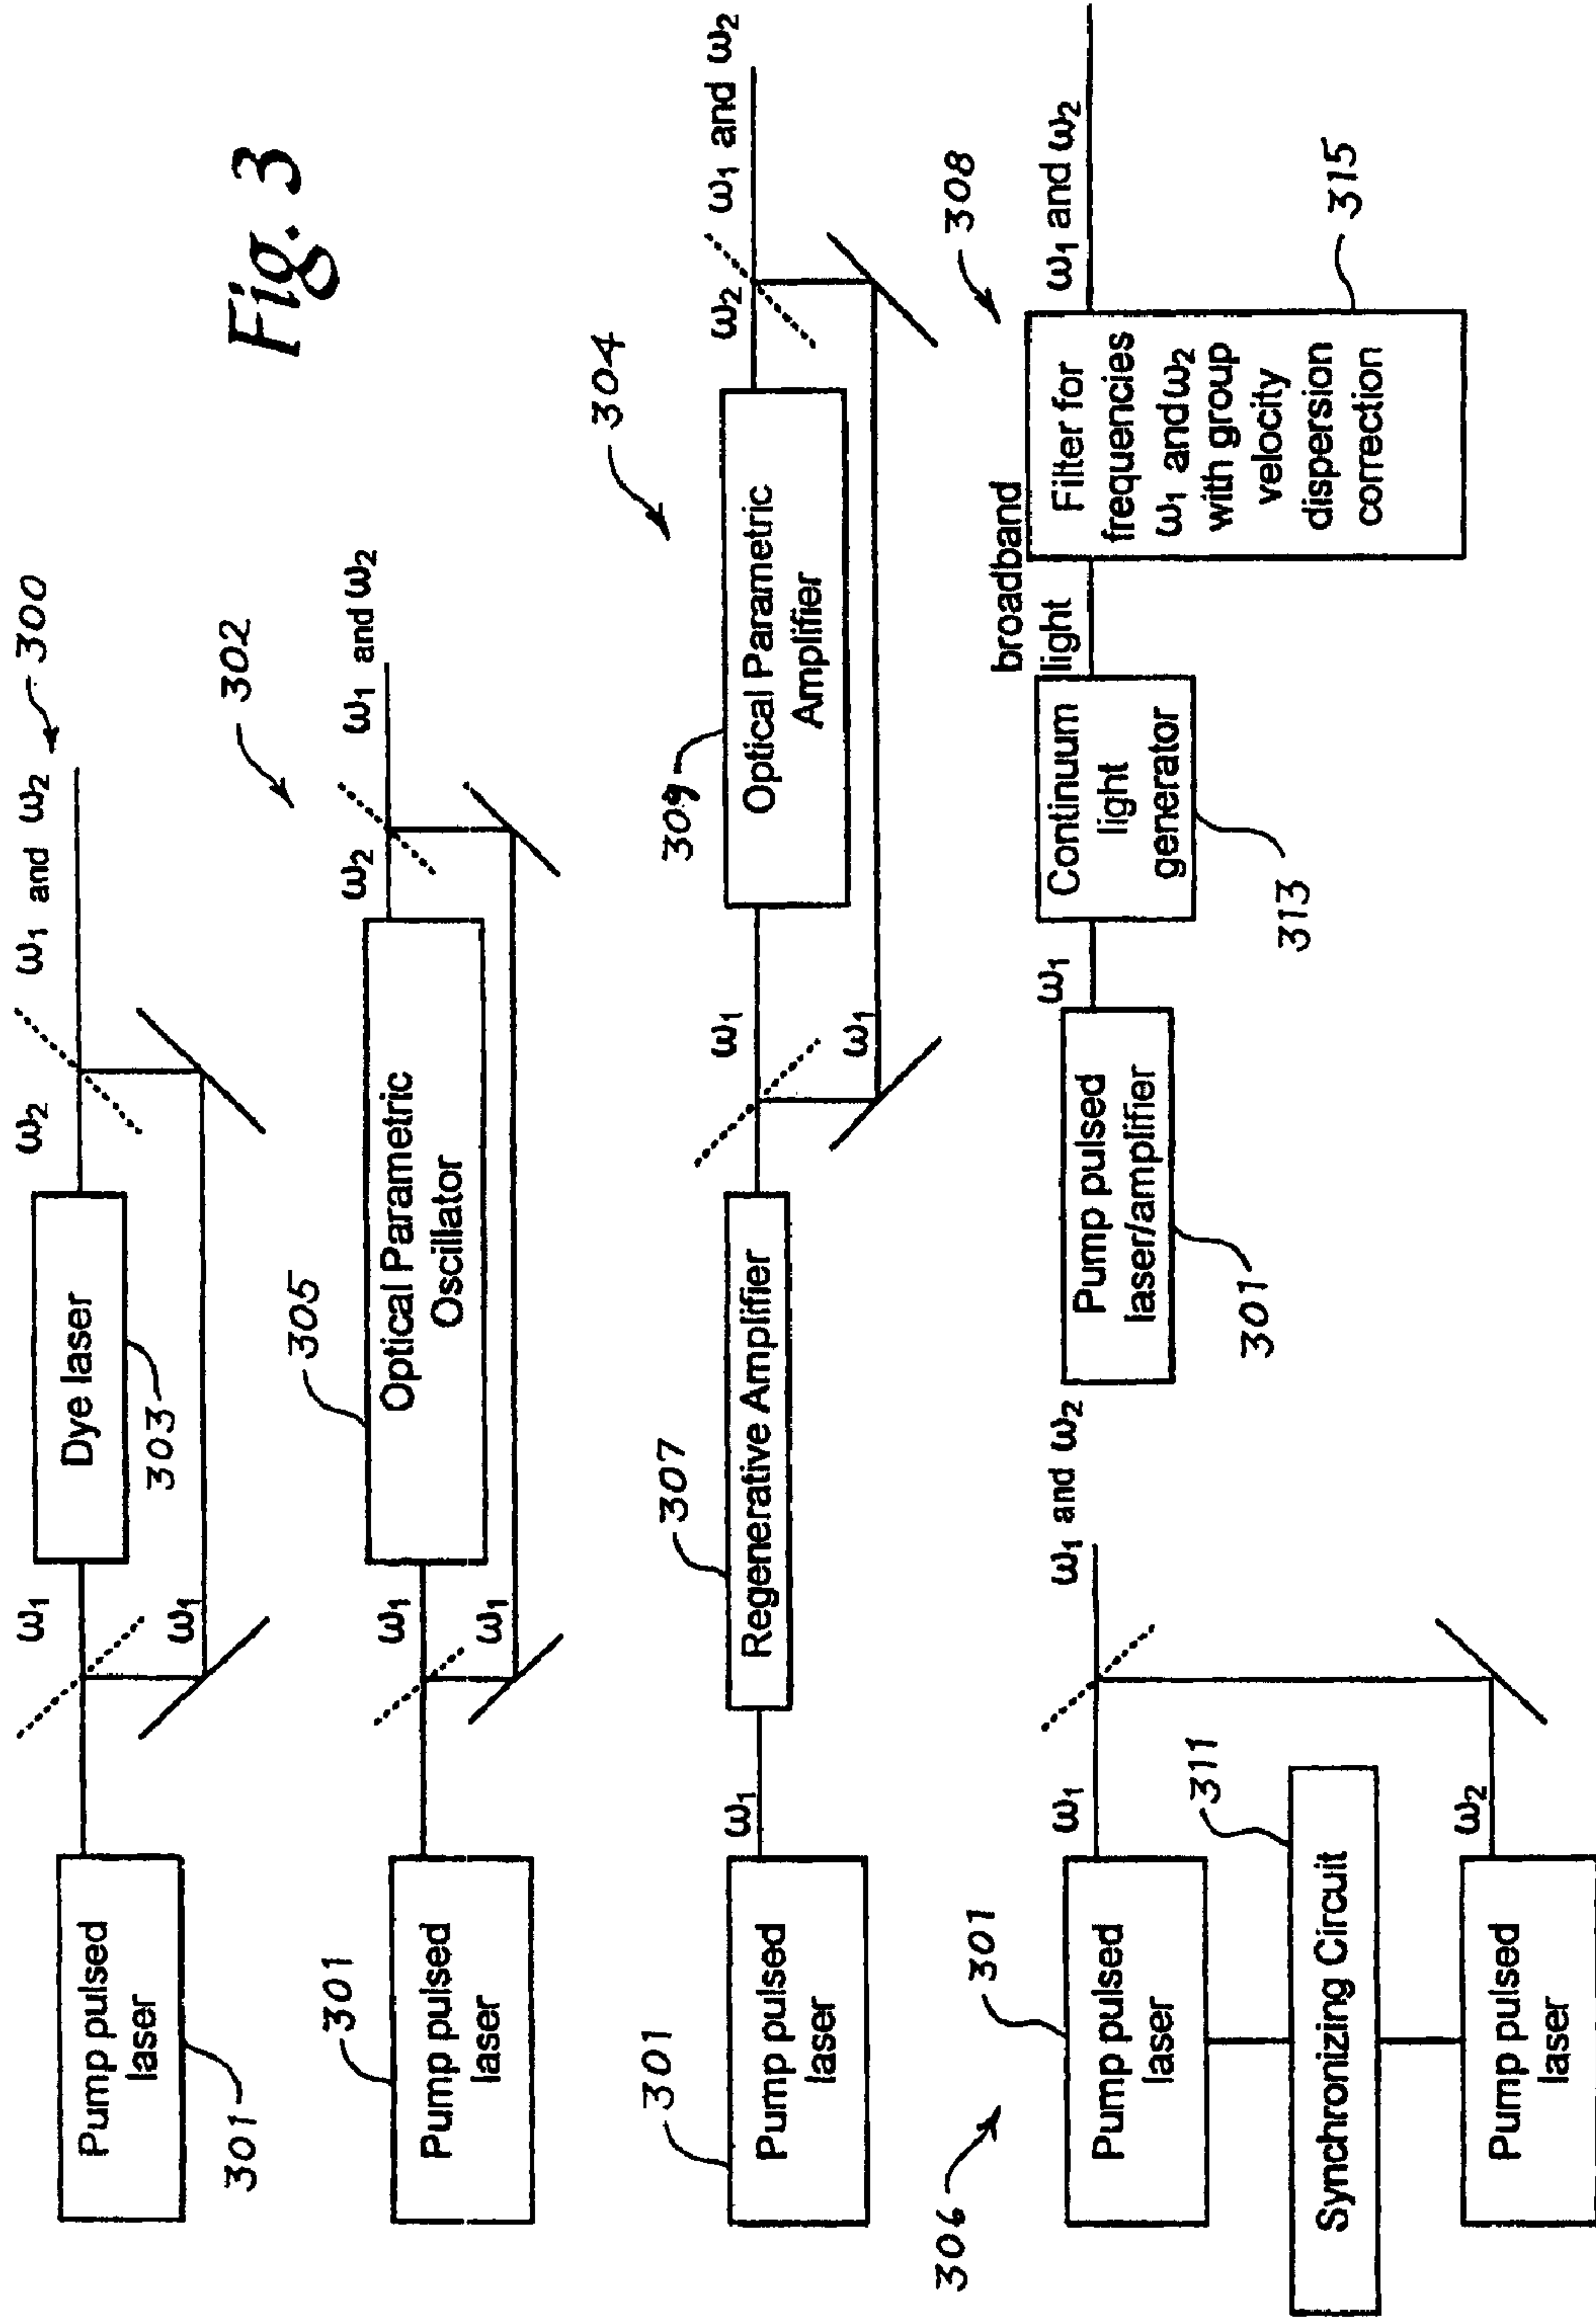 Fig. 3
300
ω1
Dye laser
ω2
ω1 and ω2
Pump pulsed
laser
303
ω1
301
302
305
ω1
Optical Parametric
Oscillator
ω2
ω1 and ω2
301
Pump pulsed
laser
ω1
304
301
Pump pulsed
laser
ω1
307
Regenerative Amplifier
ω1
ω1
309
Optical Parametric
Amplifier
ω2
ω1 and ω2
306
301
Pump pulsed
laser
ω1
ω1 and ω2
311
Synchronizing Circuit
Pump pulsed
laser
ω2
308
Pump pulsed
laser/amplifier
301
ω1
Continuum
light
generator
313
broadband
light
Filter for
frequencies
ω1 and ω2
with group
velocity
dispersion
correction
315
ω1 and ω2